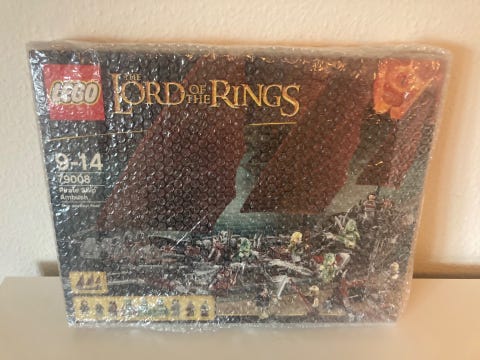 LEGO
THE
LORD OF
THE RINGS
9-14
79008
Pirate Ship
Ambush